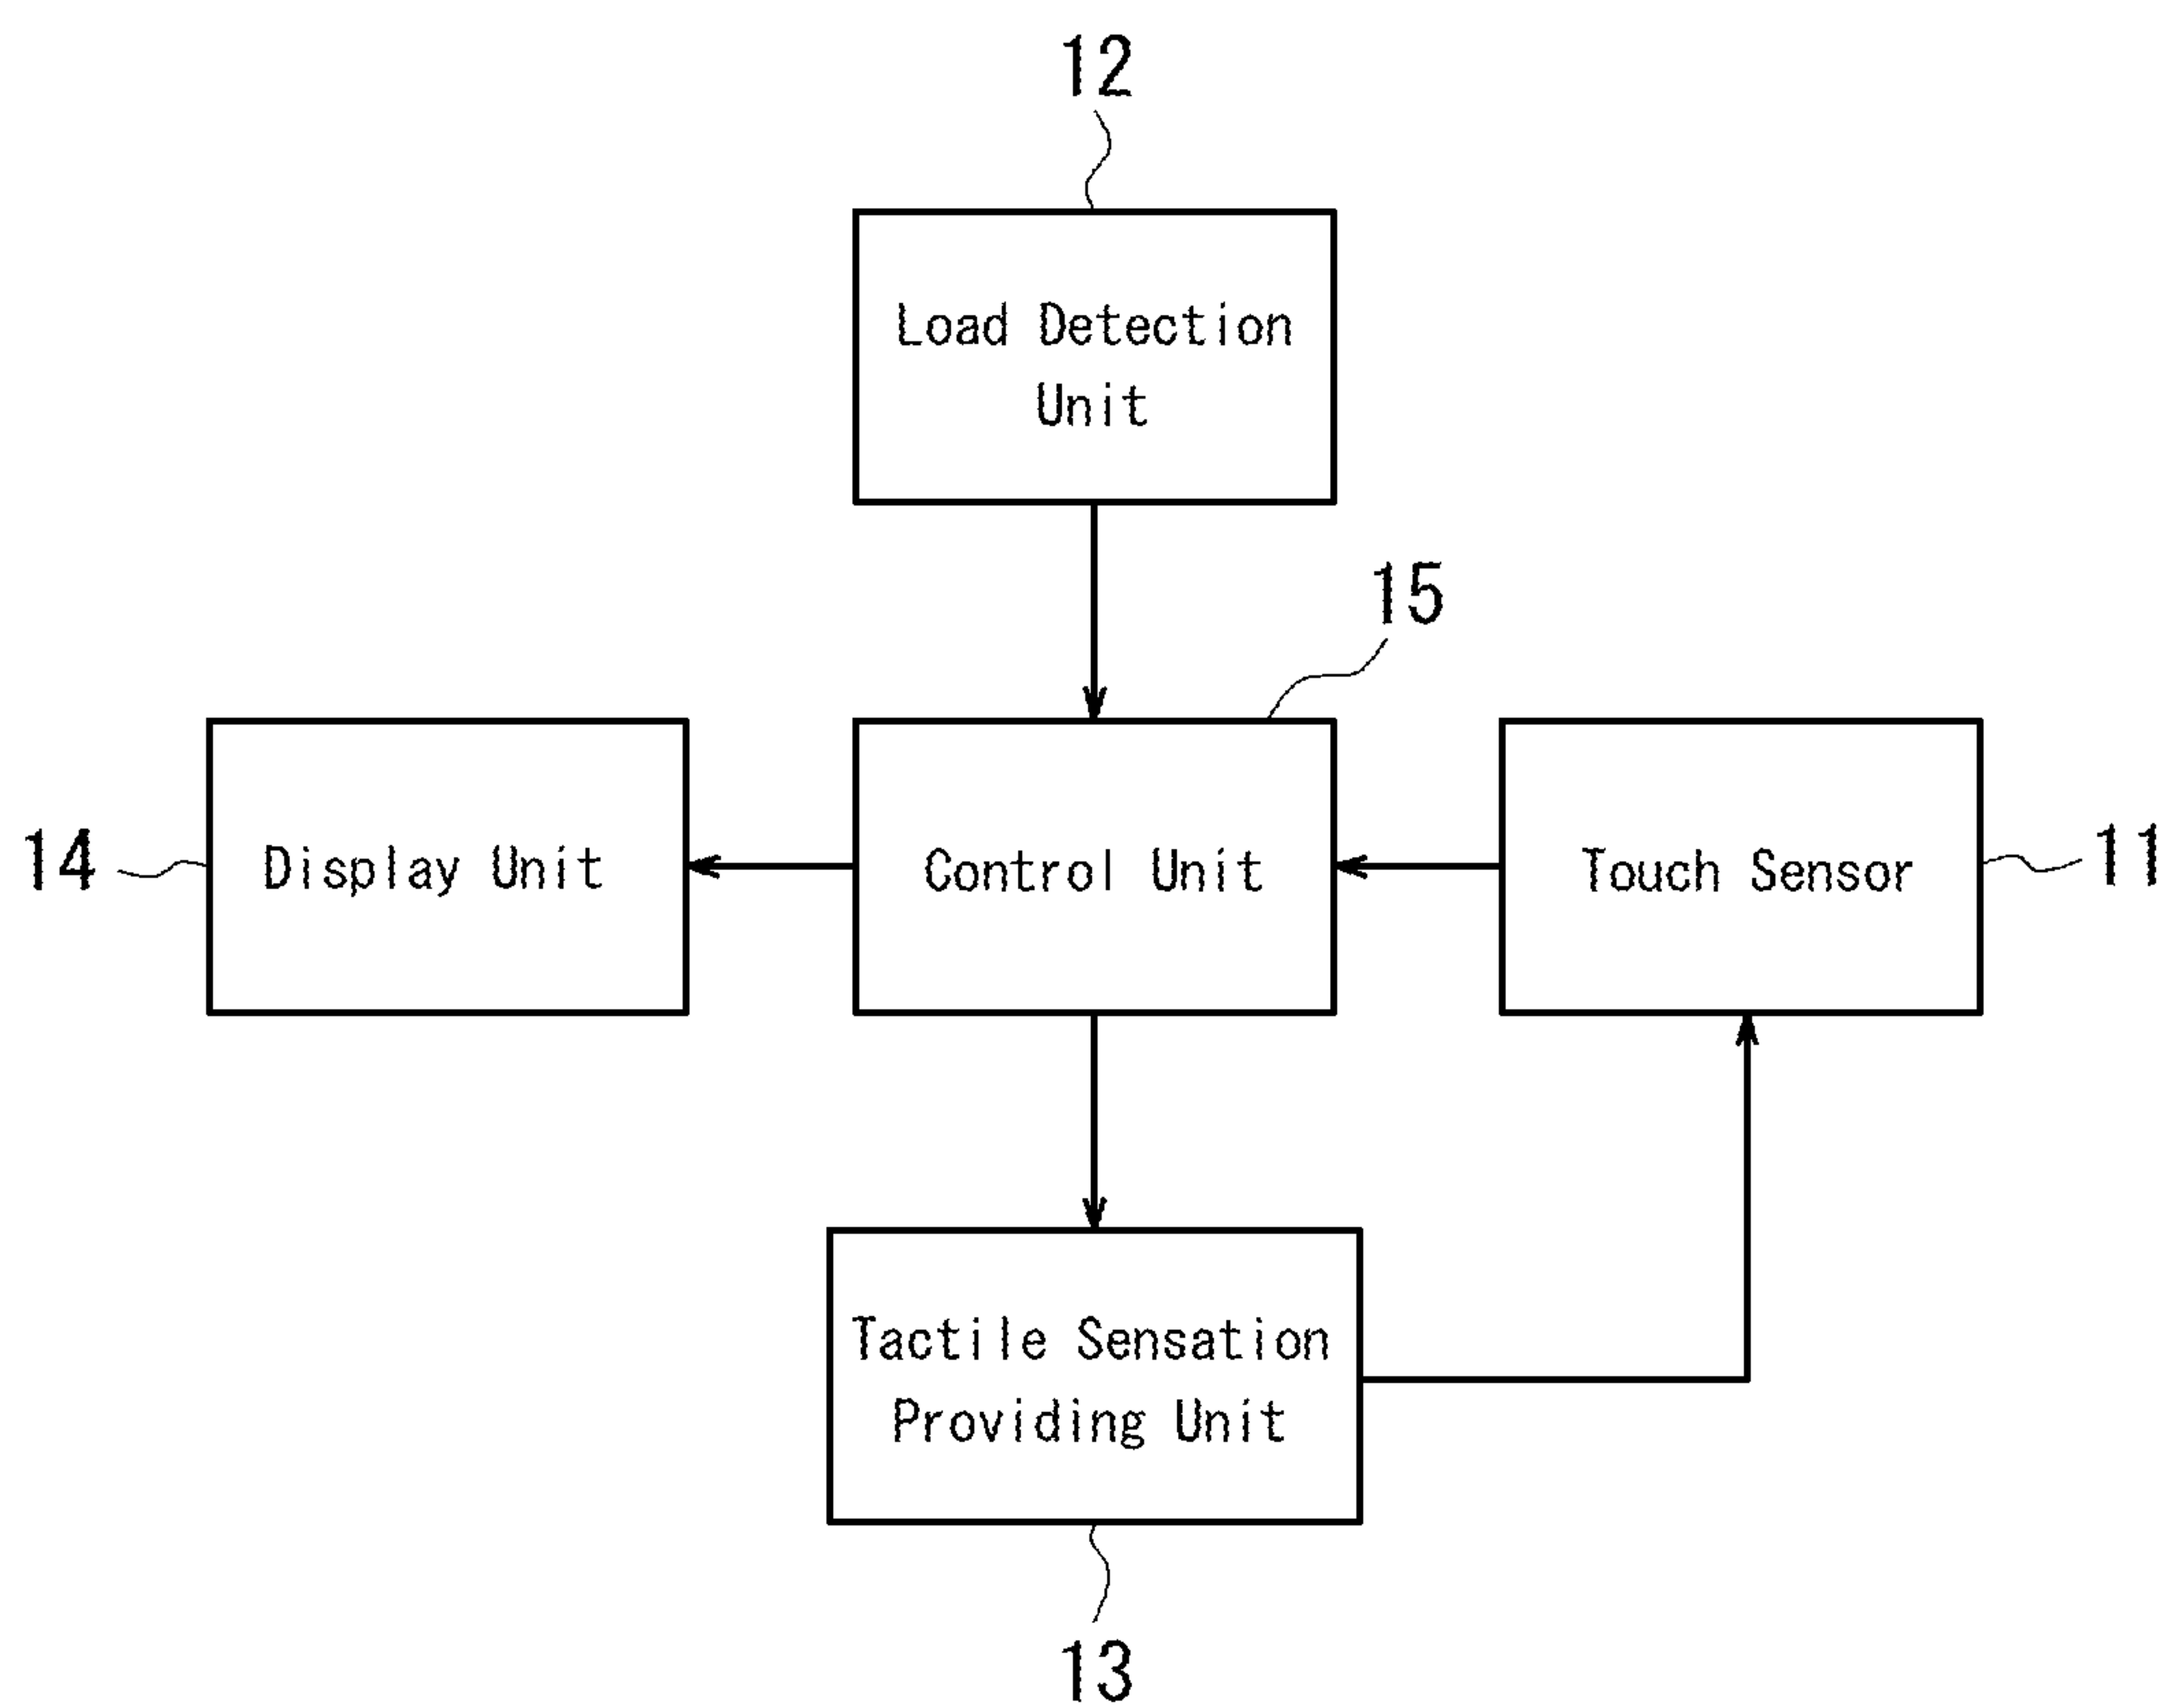 12
Load Detection
Unit
15
14
Display Unit
Control Unit
Touch Sensor
11
Tactile Sensation
Providing Unit
13